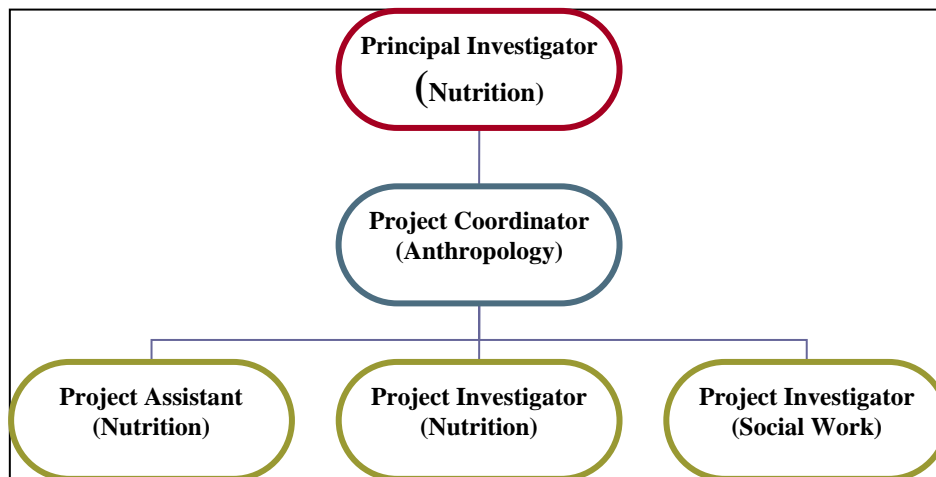 Principal Investigator
(Nutrition)
Project Coordinator
(Anthropology)
Project Assistant
(Nutrition)
Project Investigator
(Nutrition)
Project Investigator
(Social Work)